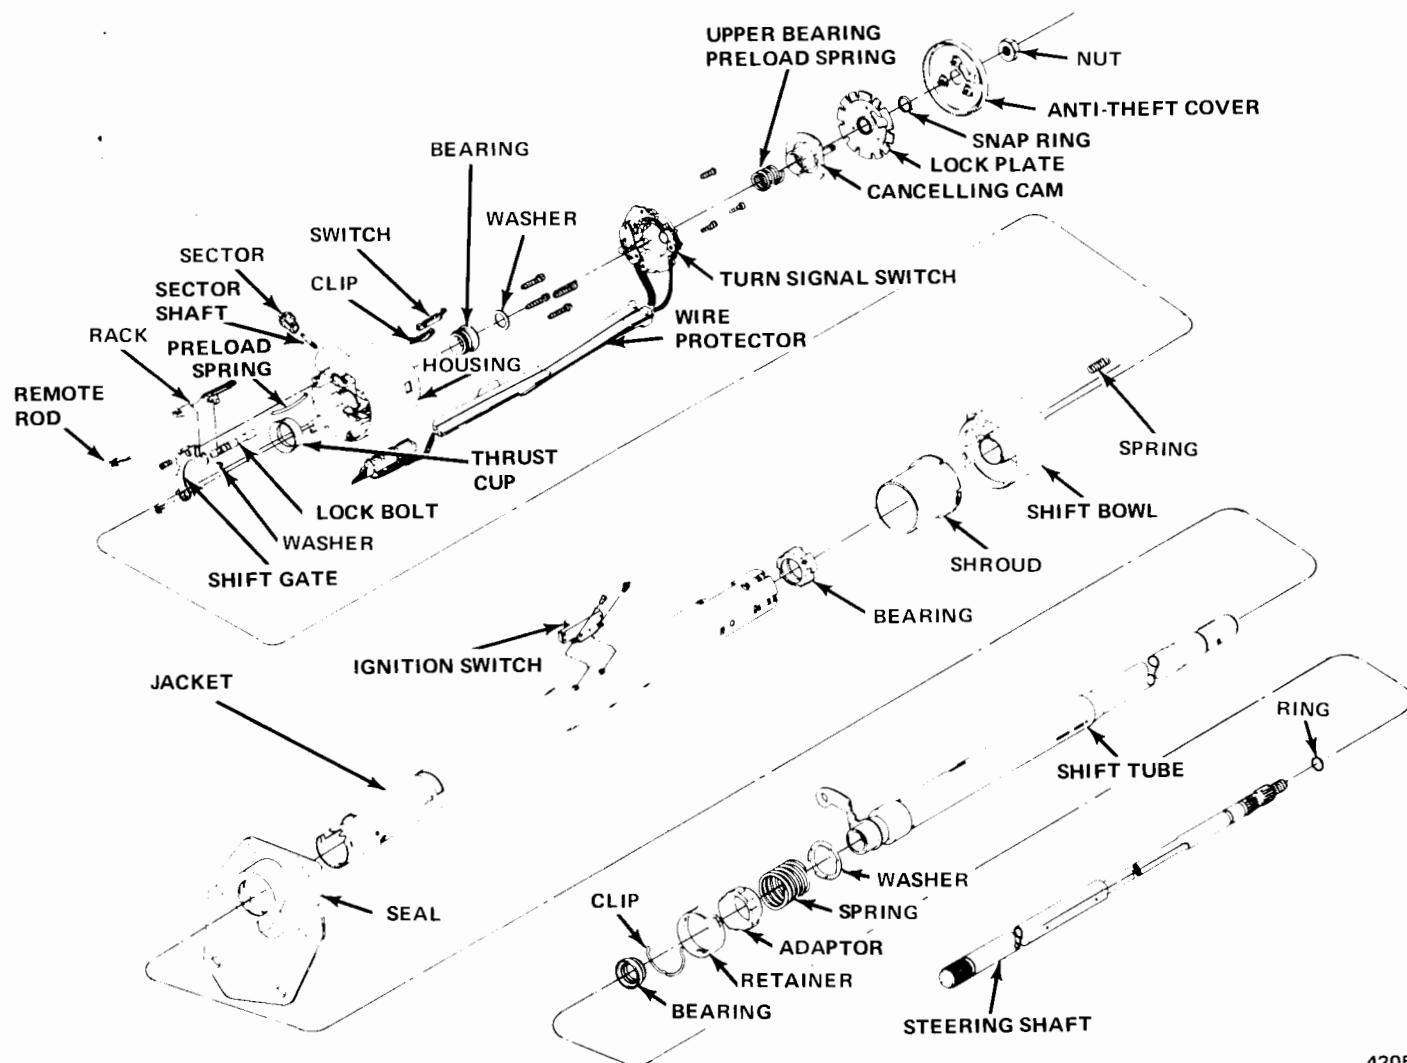 UPPER BEARING
PRELOAD SPRING
NUT
ANTI-THEFT COVER
SNAP RING
LOCK PLATE
CANCELLING CAM
BEARING
WASHER
SWITCH
SECTOR
CLIP
SECTOR
SHAFT
TURN SIGNAL SWITCH
RACK
PRELOAD
SPRING
WIRE
PROTECTOR
HOUSING
REMOTE
ROD
SPRING
THRUST
CUP
LOCK BOLT
SHIFT BOWL
WASHER
SHROUD
SHIFT GATE
BEARING
IGNITION SWITCH
JACKET
RING
SHIFT TUBE
WASHER
CLIP
SPRING
SEAL
ADAPTOR
RETAINER
BEARING
STEERING SHAFT